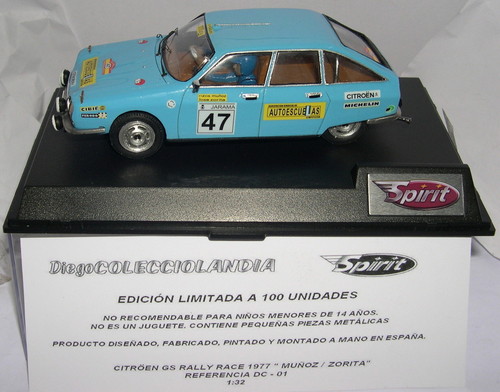 CIBIE
JARAMA
47
AUTOESCUELAS
CITROËN
MICHELIN
Spirit
DiegoCOLECCIOLANDIA
Spirit
EDICIÓN LIMITADA A 100 UNIDADES
NO RECOMENDABLE PARA NIÑOS MENORES DE 14 AÑOS.
NO ES UN JUGUETE. CONTIENE PEQUEÑAS PIEZAS METÁLICAS
PRODUCTO DISEÑADO, FABRICADO, PINTADO Y MONTADO A MANO EN ESPAÑA.
CITRÖEN GS RALLY RACE 1977 " MUÑOZ / ZORITA"
REFERENCIA DC - 01
1:32